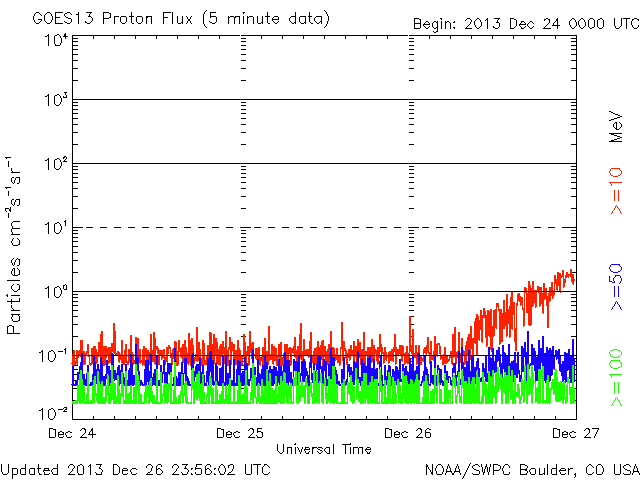 GOES13 Proton Flux (5 minute data)
Begin: 2013 Dec 24 0000 UTC
10⁴
10³
10²
10¹
10⁰
10⁻¹
10⁻²
Particles cm⁻²s⁻¹sr⁻¹
MeV
>=10
>=50
>=100
Dec 24
Dec 25
Dec 26
Dec 27
Universal Time
Updated 2013 Dec 26 23:56:02 UTC
NOAA/SWPC Boulder, CO USA